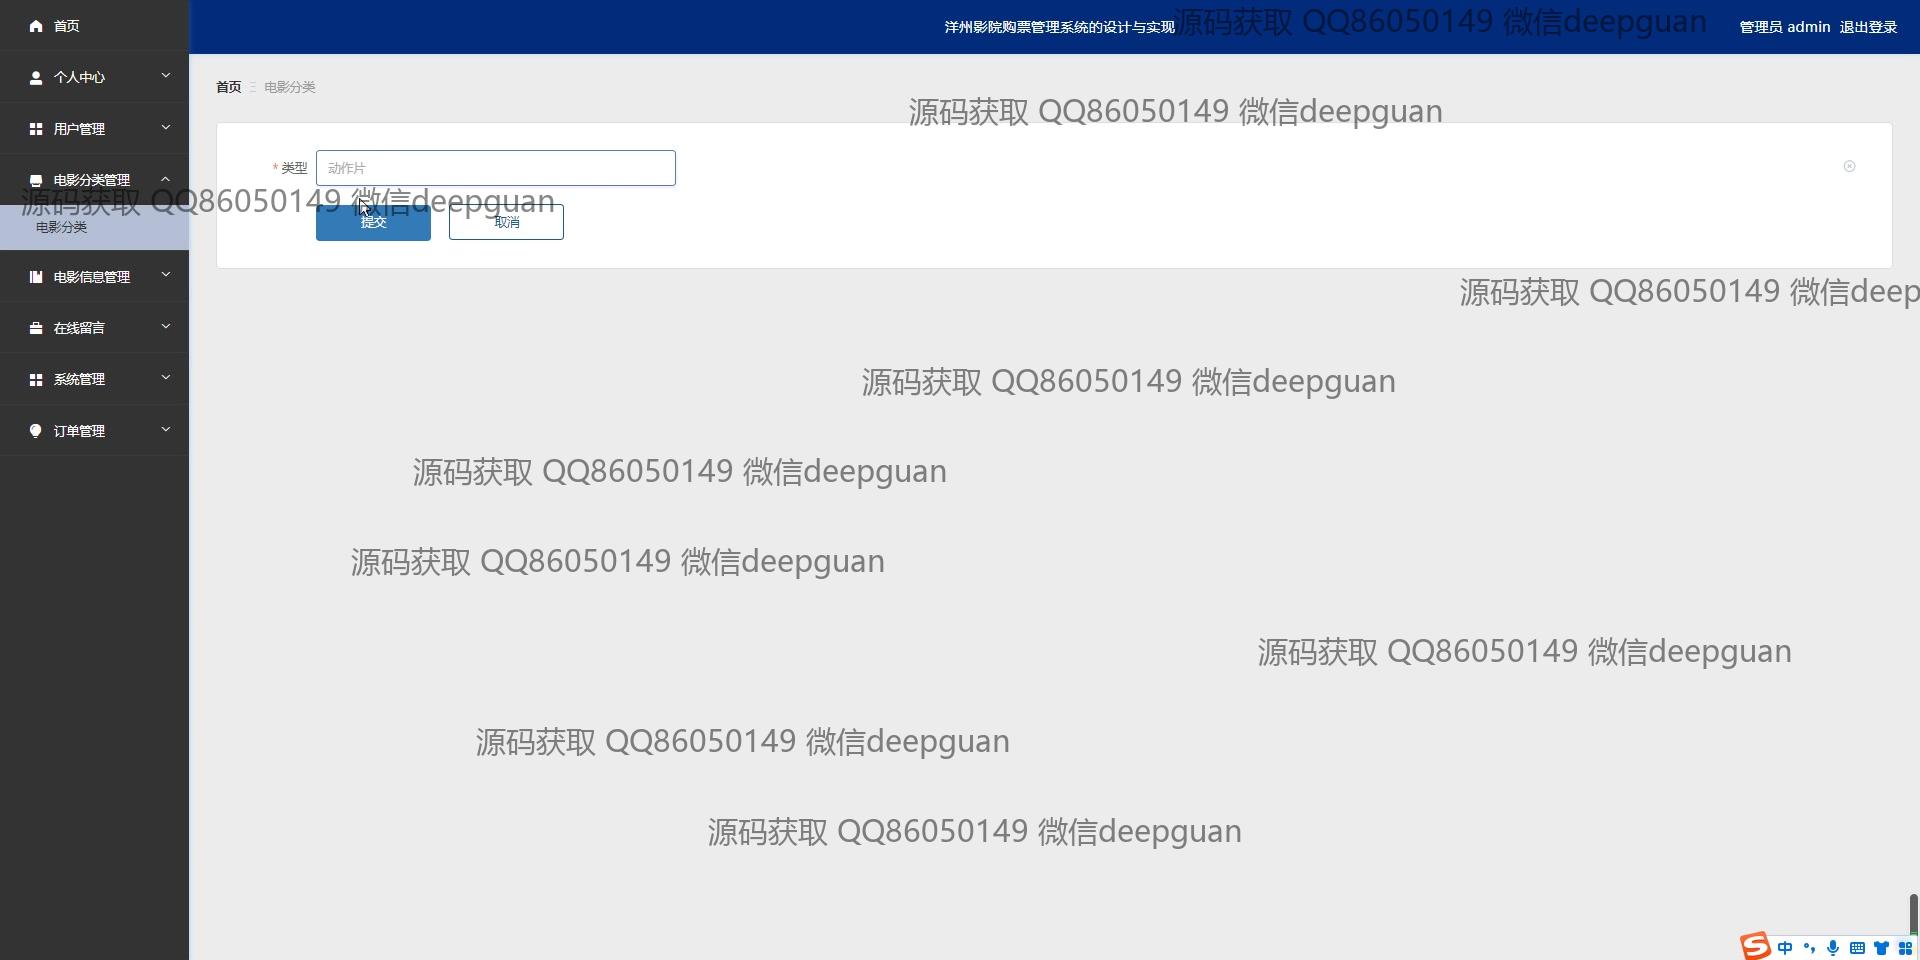 首页
洋州影院购票管理系统的设计与实现
源码获取 QQ86050149 微信deepguan
管理员 admin 退出登录
个人中心
首页 电影分类
源码获取 QQ86050149 微信deepguan
用户管理
* 类型 动作片
电影分类管理
源码获取 QQ86050149 微信deepguan
提交 取消
电影分类
电影信息管理
源码获取 QQ86050149 微信deep
在线留言
系统管理
源码获取 QQ86050149 微信deepguan
订单管理
源码获取 QQ86050149 微信deepguan
源码获取 QQ86050149 微信deepguan
源码获取 QQ86050149 微信deepguan
源码获取 QQ86050149 微信deepguan
源码获取 QQ86050149 微信deepguan
中